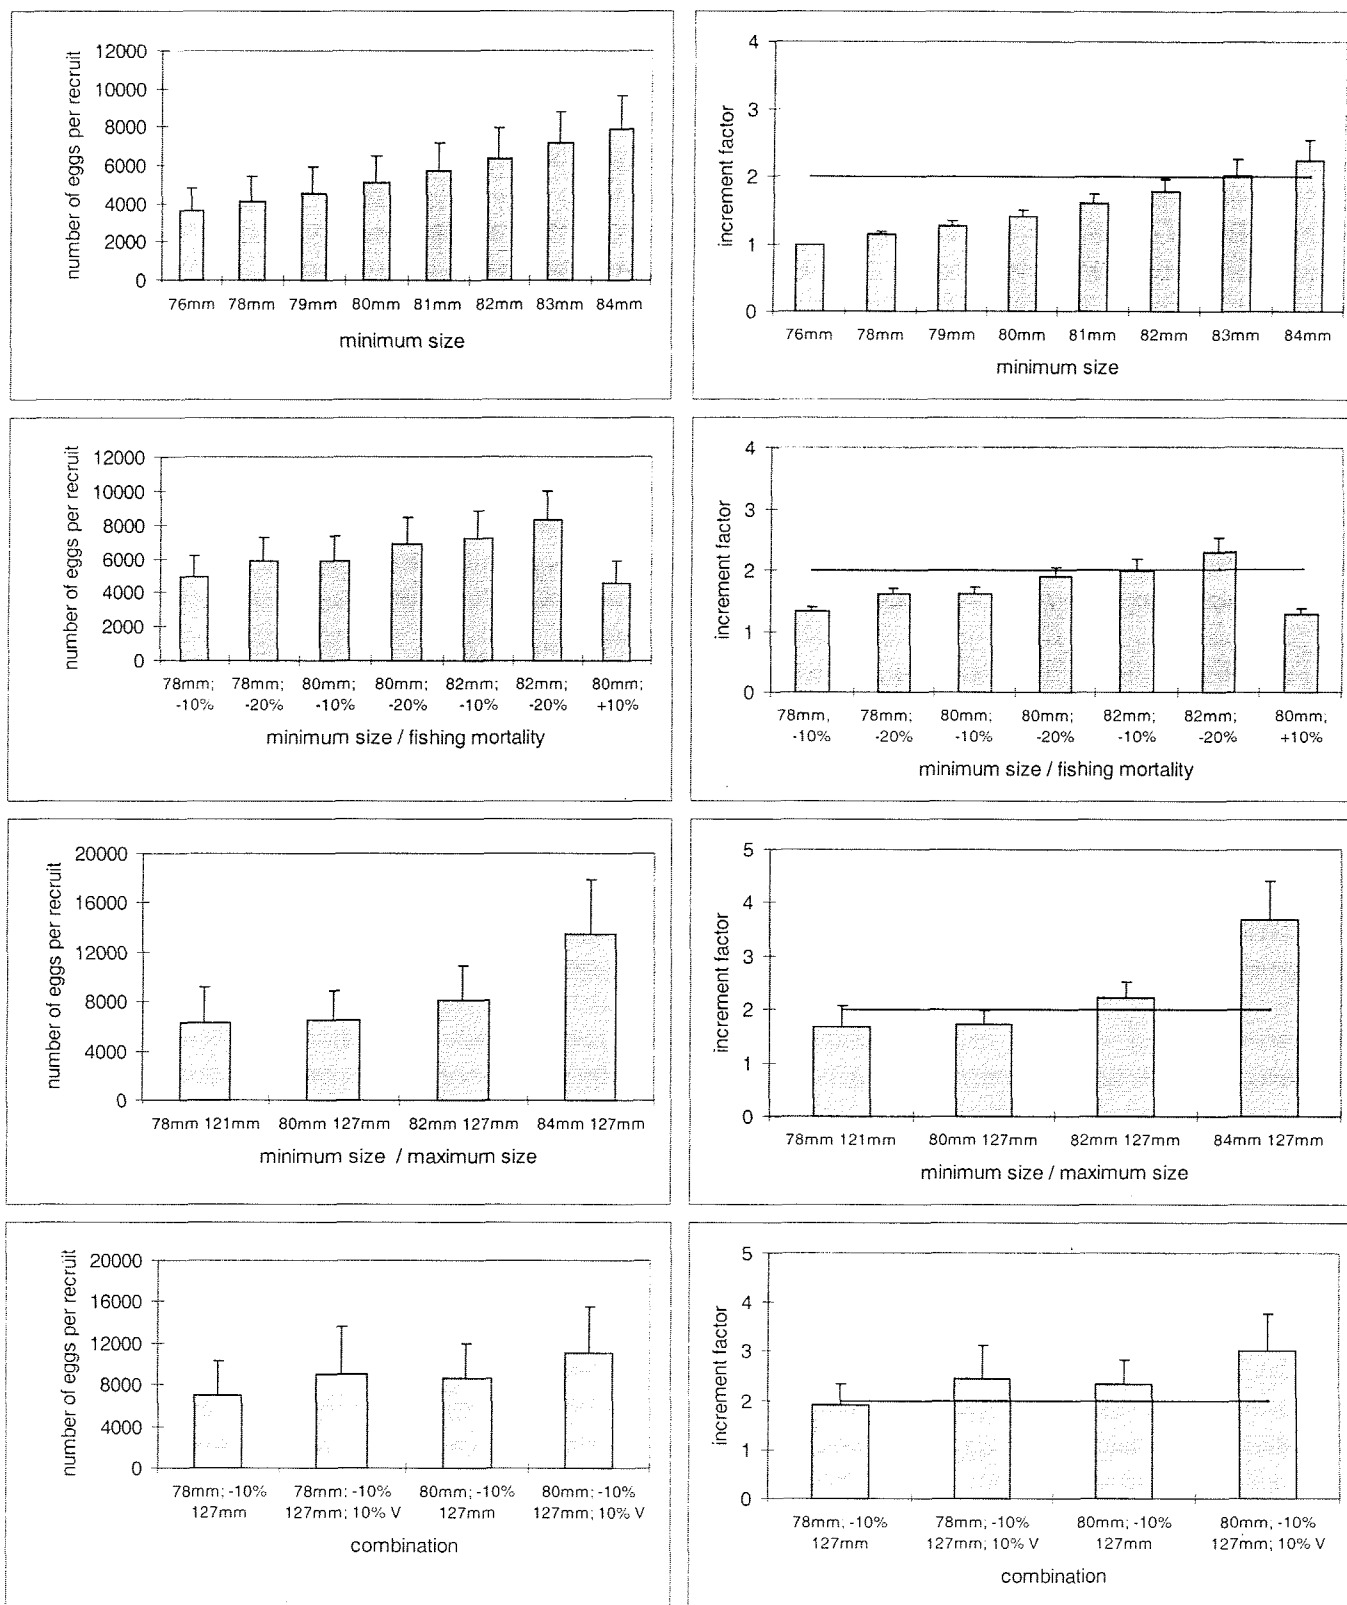 number of eggs per recruit
12000
10000
8000
6000
4000
2000
0
76mm 78mm 79mm 80mm 81mm 82mm 83mm 84mm
minimum size
increment factor
4
3
2
1
0
76mm 78mm 79mm 80mm 81mm 82mm 83mm 84mm
minimum size
number of eggs per recruit
12000
10000
8000
6000
4000
2000
0
78mm; 78mm; 80mm; 80mm; 82mm; 82mm; 80mm;
-10% -20% -10% -20% -10% -20% +10%
minimum size / fishing mortality
increment factor
4
3
2
1
0
78mm, 78mm; 80mm; 80mm; 82mm; 82mm; 80mm;
-10% -20% -10% -20% -10% -20% +10%
minimum size / fishing mortality
number of eggs per recruit
20000
16000
12000
8000
4000
0
78mm 121mm 80mm 127mm 82mm 127mm 84mm 127mm
minimum size / maximum size
increment factor
5
4
3
2
1
0
78mm 121mm 80mm 127mm 82mm 127mm 84mm 127mm
minimum size / maximum size
number of eggs per recruit
20000
16000
12000
8000
4000
0
78mm; -10% 78mm; -10% 80mm; -10% 80mm; -10%
127mm 127mm; 10% V 127mm 127mm; 10% V
combination
increment factor
5
4
3
2
1
0
78mm; -10% 78mm; -10% 80mm; -10% 80mm; -10%
127mm 127mm; 10% V 127mm 127mm; 10% V
combination